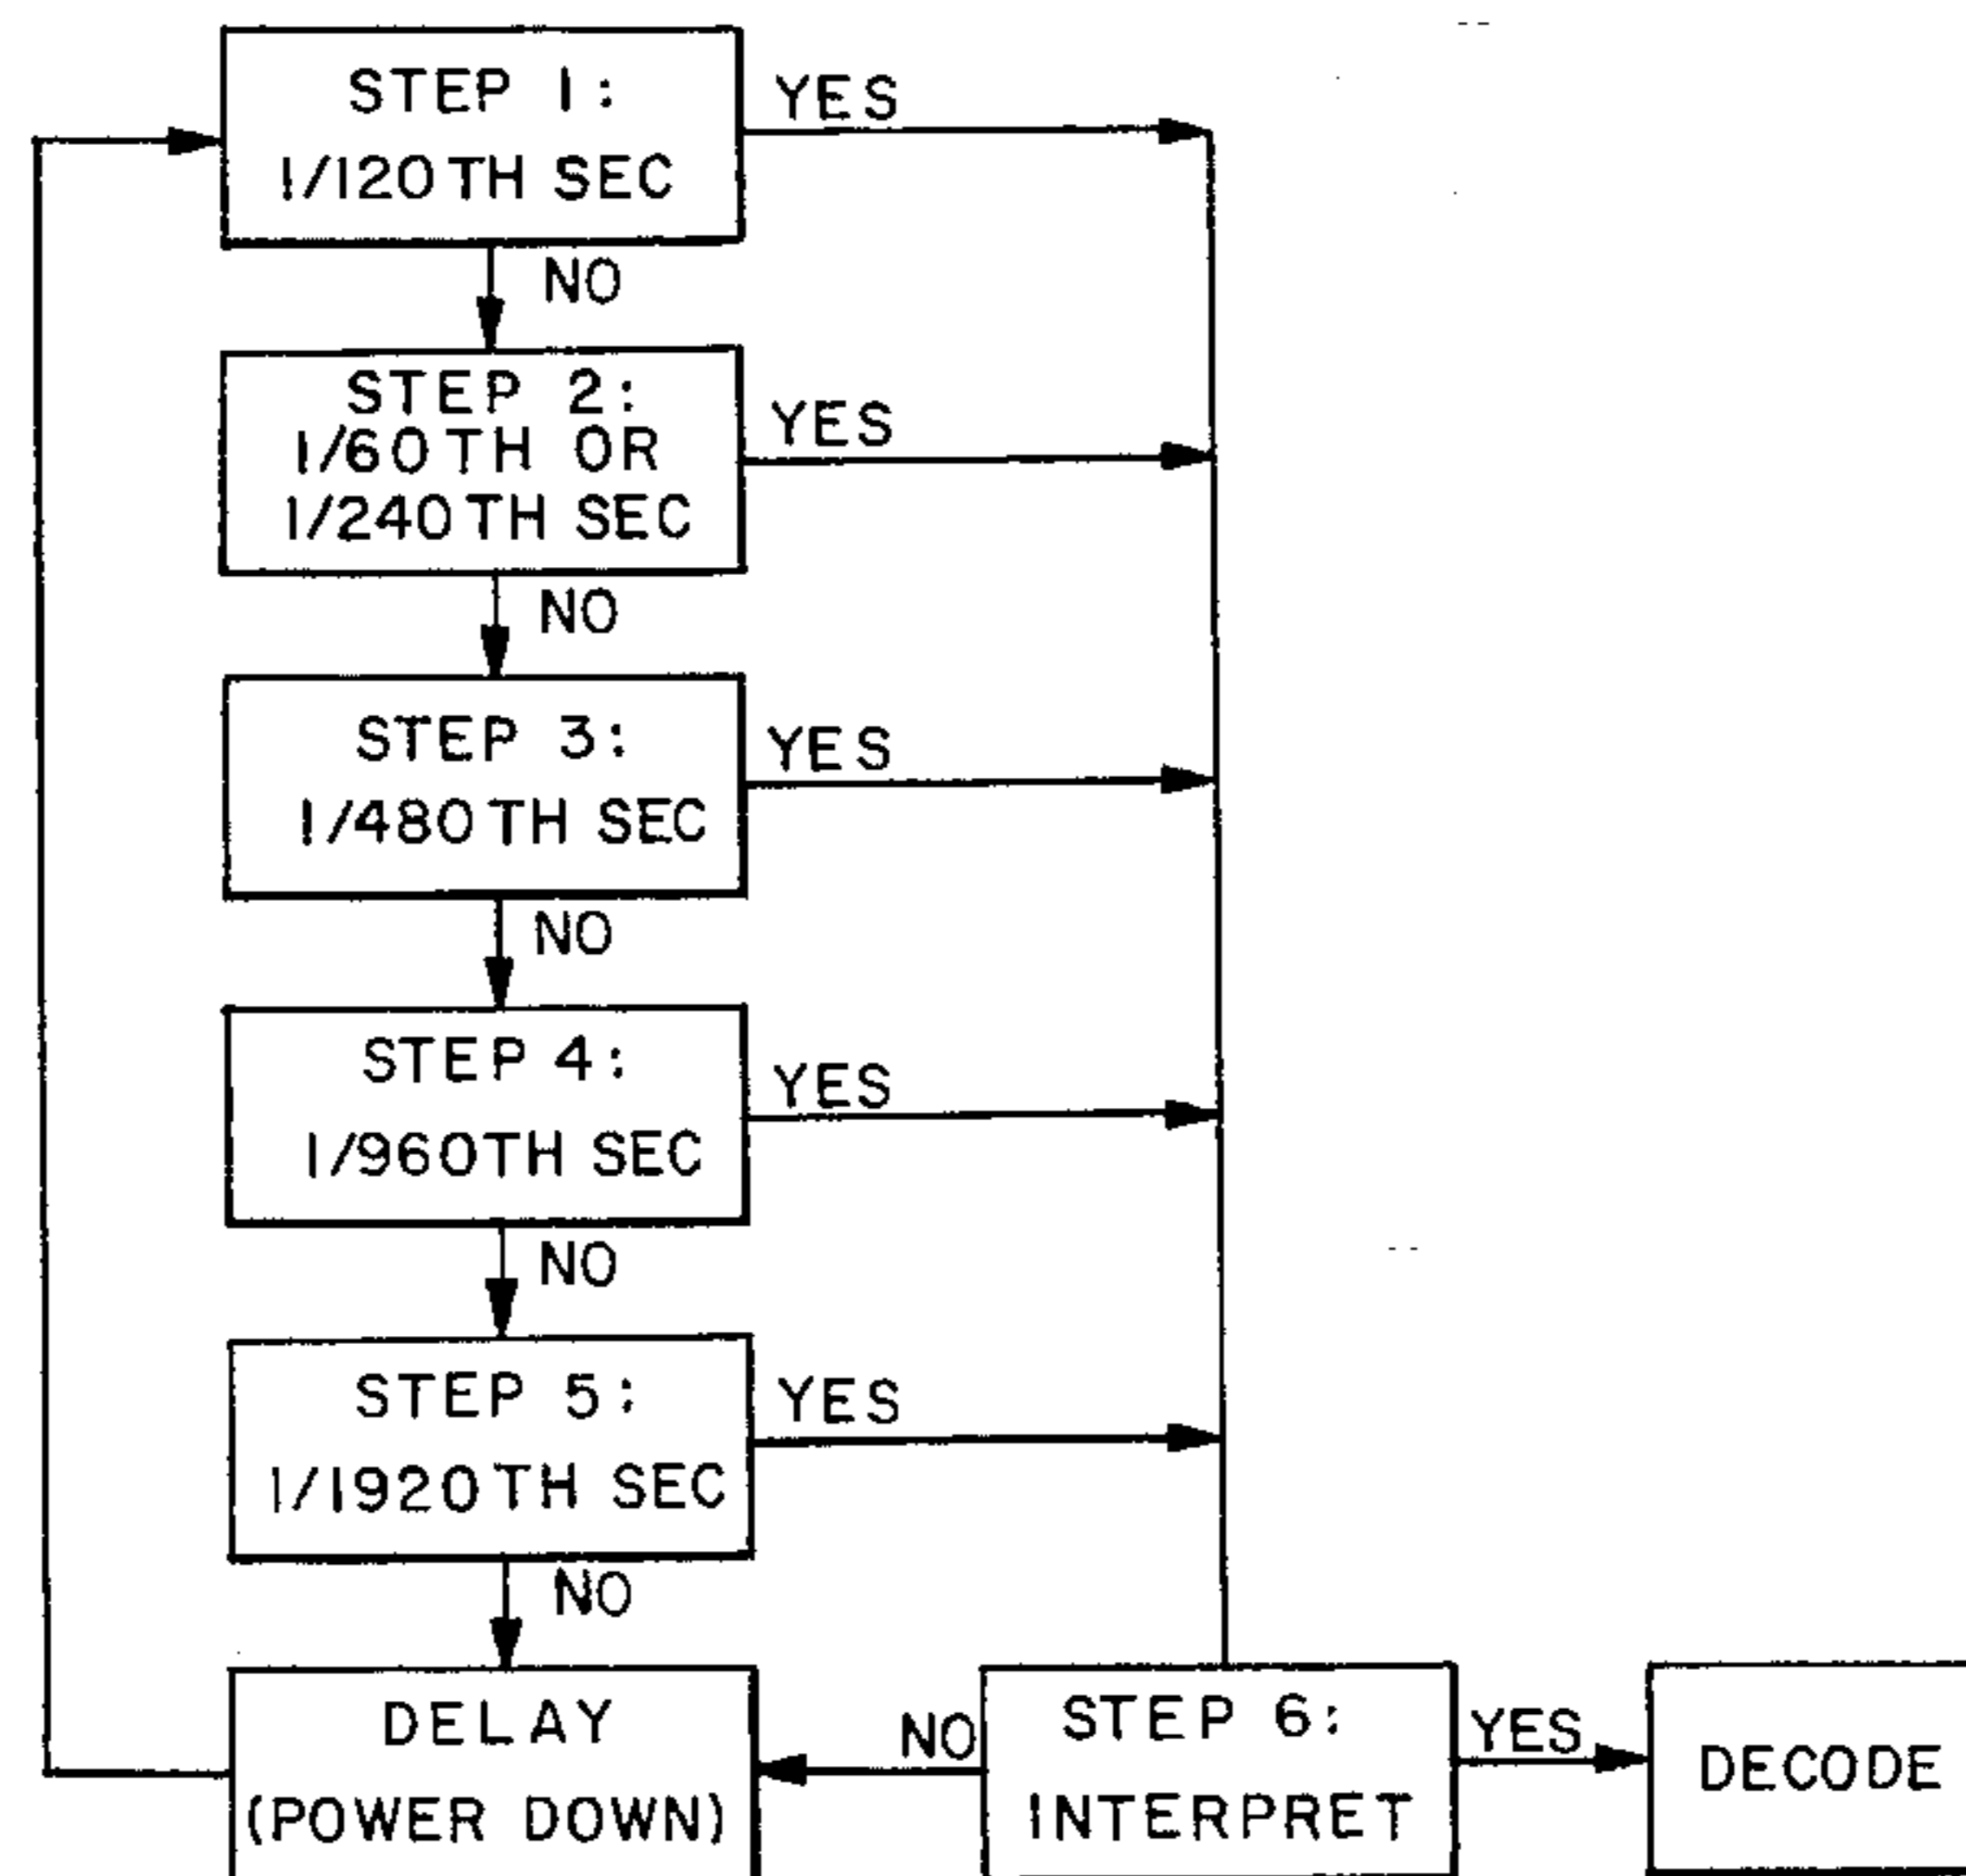 STEP 1:
1/120TH SEC
YES
NO
STEP 2:
1/60TH OR
1/240TH SEC
YES
NO
STEP 3:
1/480TH SEC
YES
NO
STEP 4:
1/960TH SEC
YES
NO
STEP 5:
1/1920TH SEC
YES
NO
DELAY
(POWER DOWN)
NO
STEP 6:
INTERPRET
YES
DECODE